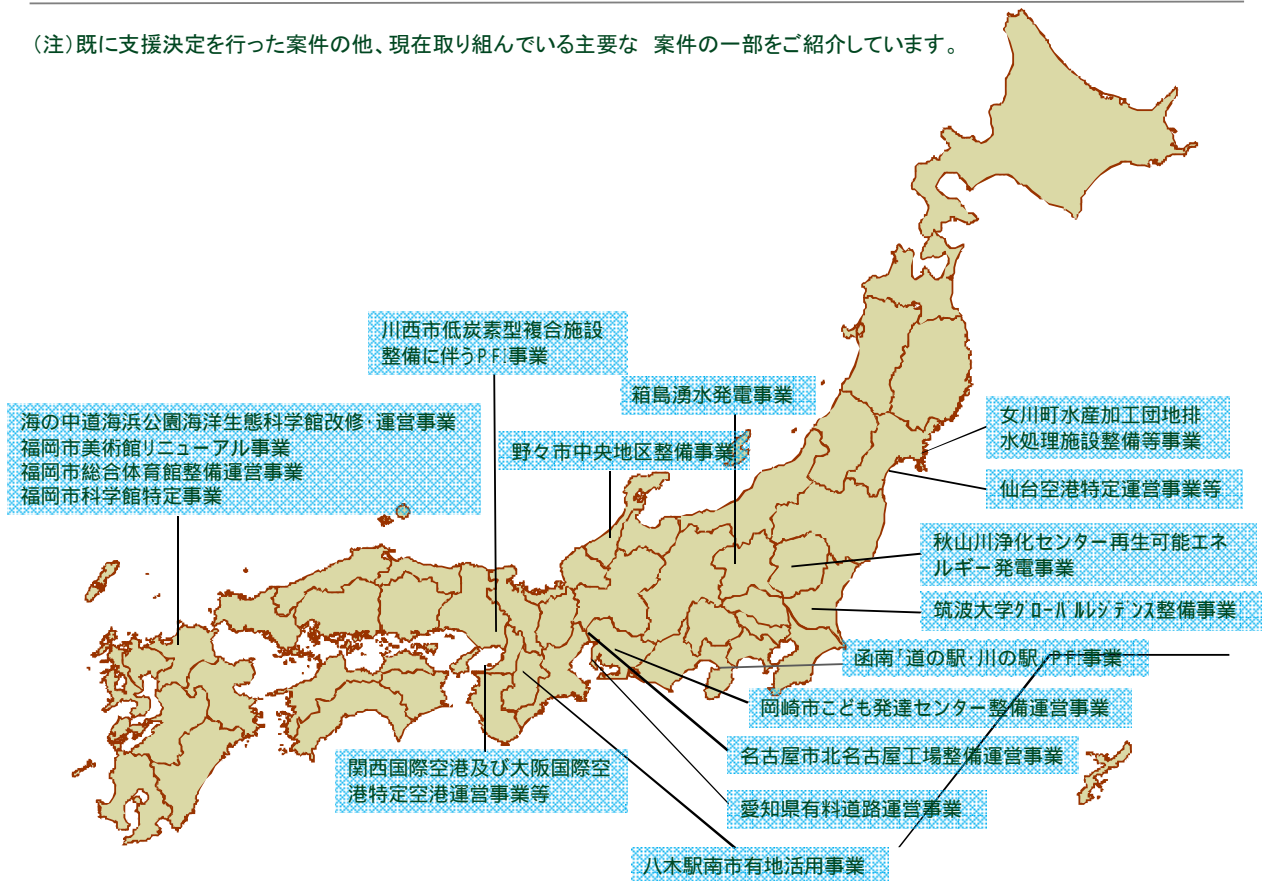 (注)既に支援決定を行った案件の他、現在取り組んでいる主要な 案件の一部をご紹介しています。
川西市低炭素型複合施設
整備に伴うPFI事業
箱島湧水発電事業
海の中道海浜公園海洋生態科学館改修・運営事業
福岡市美術館リニューアル事業
福岡市総合体育館整備運営事業
福岡市科学館特定事業
野々市中央地区整備事業
女川町水産加工団地排
水処理施設整備等事業
仙台空港特定運営事業等
秋山川浄化センター再生可能エネ
ルギー発電事業
筑波大学グローバルレジデンス整備事業
函南「道の駅・川の駅」PFI事業
岡崎市こども発達センター整備運営事業
名古屋市北名古屋工場整備運営事業
関西国際空港及び大阪国際空
港特定空港運営事業等
愛知県有料道路運営事業
八木駅南市有地活用事業